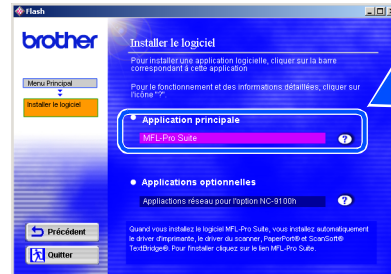 Flash
brother
Installer le logiciel
Pour installer une application logicielle, cliquer sur la barre
correspondant à cette application
Pour le fonctionnement et des informations détaillées, cliquer sur
l'icône "?".
Menu Principal
Installer le logiciel
Application principale
MFL-Pro Suite
?
Applications optionnelles
Appliactions réseau pour l'option NC-9100h
?
Quand vous installez le logiciel MFL-Pro Suite, vous installez automatiquement
le driver d'imprimante, le driver du scanner, PaperPort® et ScanSoft®
TextBridge®. Pour l'installer cliquez sur le lien MFL-Pro Suite.
Précédent
Quitter